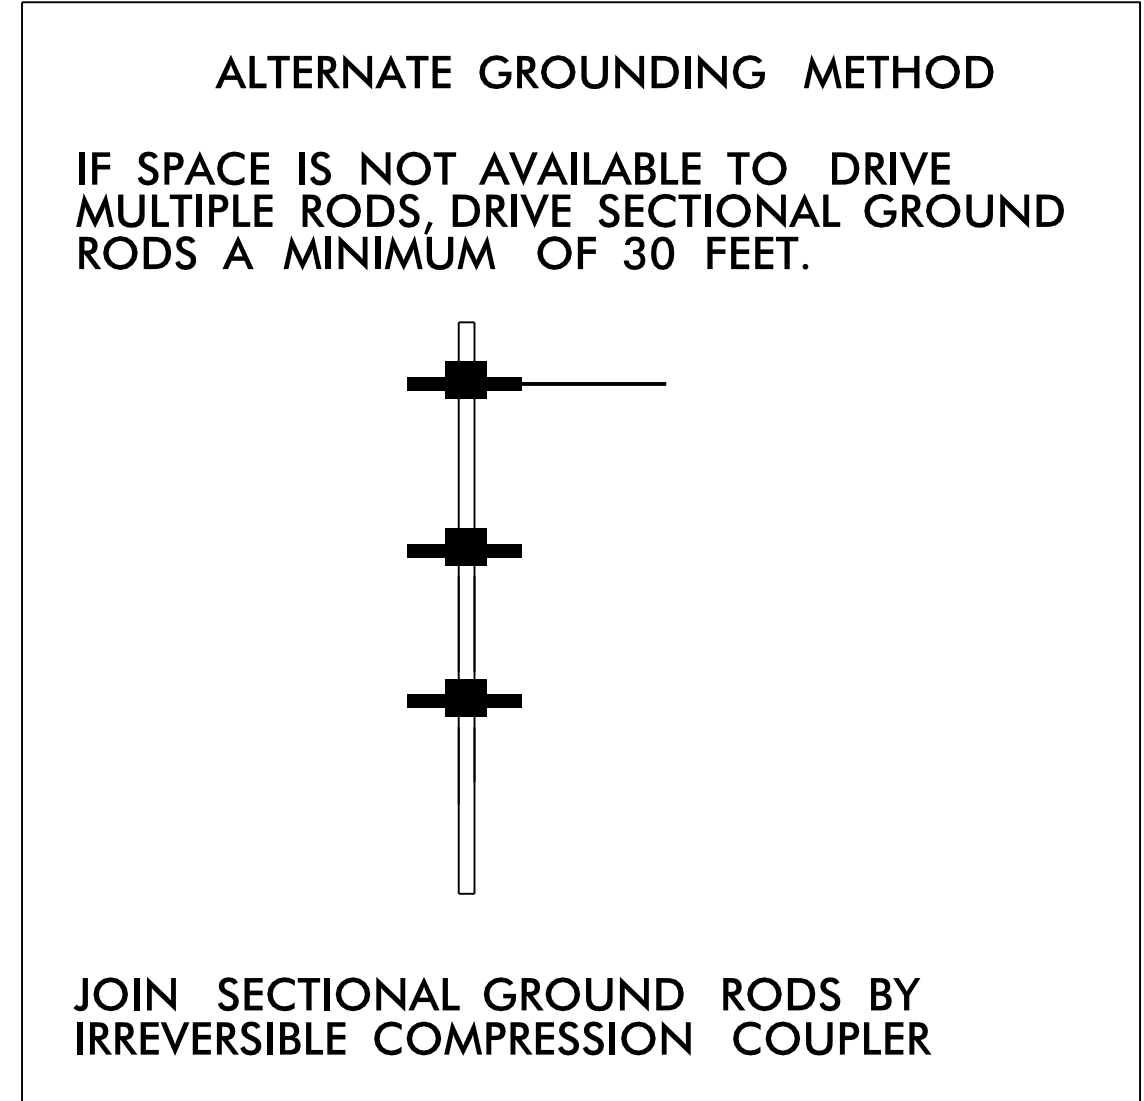 ALTERNATE GROUNDING METHOD
IF SPACE IS NOT AVAILABLE TO DRIVE
MULTIPLE RODS, DRIVE SECTIONAL GROUND
RODS A MINIMUM OF 30 FEET.
JOIN SECTIONAL GROUND RODS BY
IRREVERSIBLE COMPRESSION COUPLER